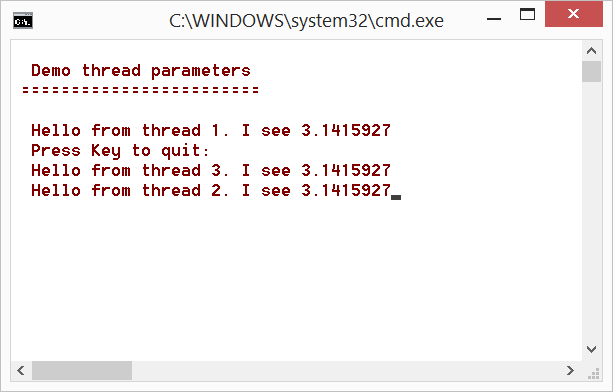 C:\WINDOWS\system32\cmd.exe
Demo thread parameters
========================
Hello from thread 1. I see 3.1415927
Press Key to quit:
Hello from thread 3. I see 3.1415927
Hello from thread 2. I see 3.1415927